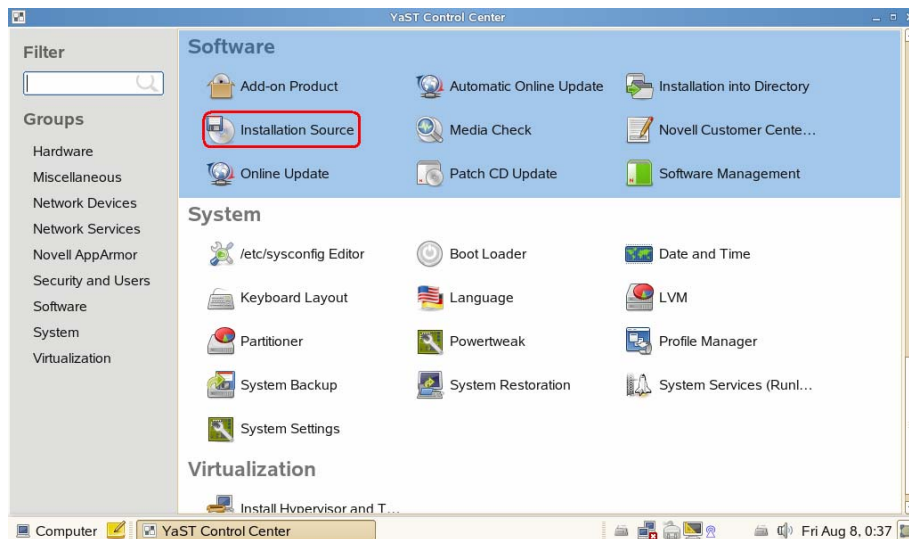 YaST Control Center
Filter
Groups
Hardware
Miscellaneous
Network Devices
Network Services
Novell AppArmor
Security and Users
Software
System
Virtualization
Software
Add-on Product
Automatic Online Update
Installation into Directory
Installation Source
Media Check
Novell Customer Cente...
Online Update
Patch CD Update
Software Management
System
/etc/sysconfig Editor
Boot Loader
Date and Time
Keyboard Layout
Language
LVM
Partitioner
Powertweak
Profile Manager
System Backup
System Restoration
System Services (Runl...
System Settings
Virtualization
Install Hypervisor and T...
Computer
YaST Control Center
Fri Aug 8, 0:37